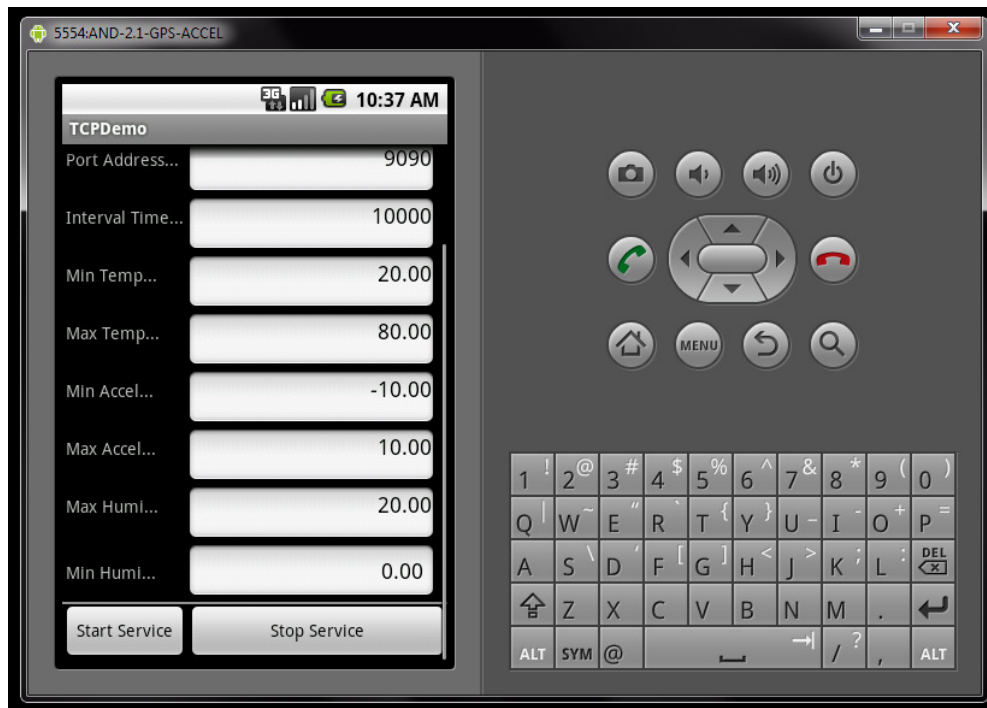 5554:AND-2.1-GPS-ACCEL
3G 10:37 AM
TCPDemo
Port Address... 9090
Interval Time... 10000
Min Temp... 20.00
Max Temp... 80.00
Min Accel... -10.00
Max Accel... 10.00
Max Humi... 20.00
Min Humi... 0.00
Start Service Stop Service
MENU
1 ! 2 @ 3 # 4 $ 5 % 6 ^ 7 & 8 * 9 ( 0 )
Q | W ~ E " R ` T { Y } U - I - O + P =
A S \ D ' F [ G ] H < J > K ; L : DEL
Z X C V B N M .
ALT SYM @ / ? , ALT